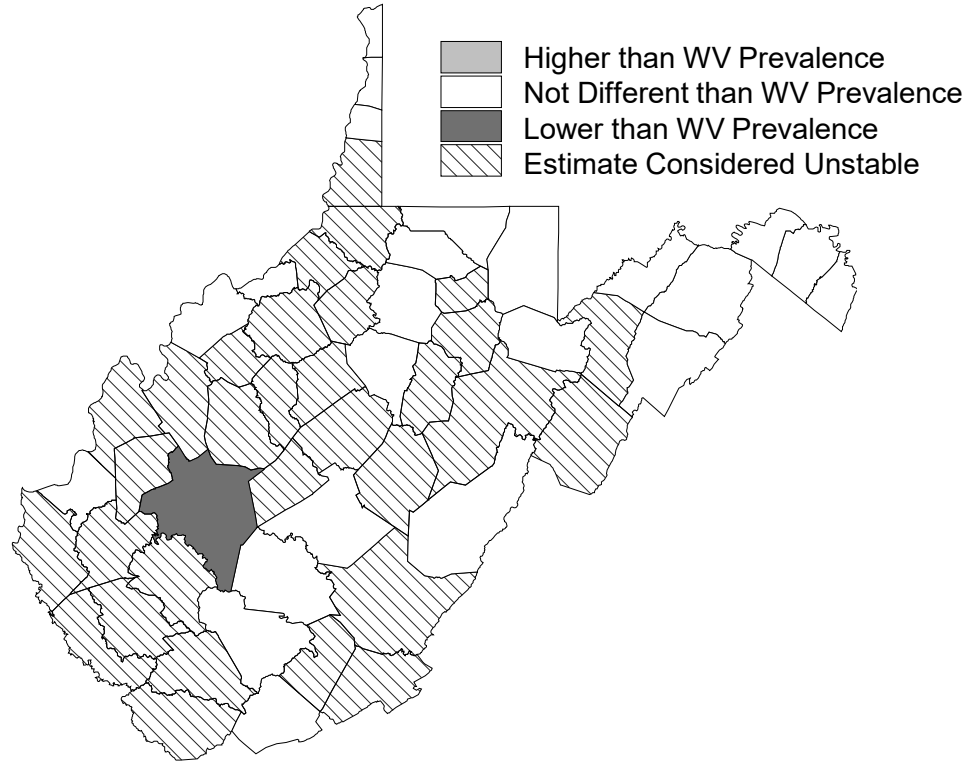 Higher than WV Prevalence
Not Different than WV Prevalence
Lower than WV Prevalence
Estimate Considered Unstable